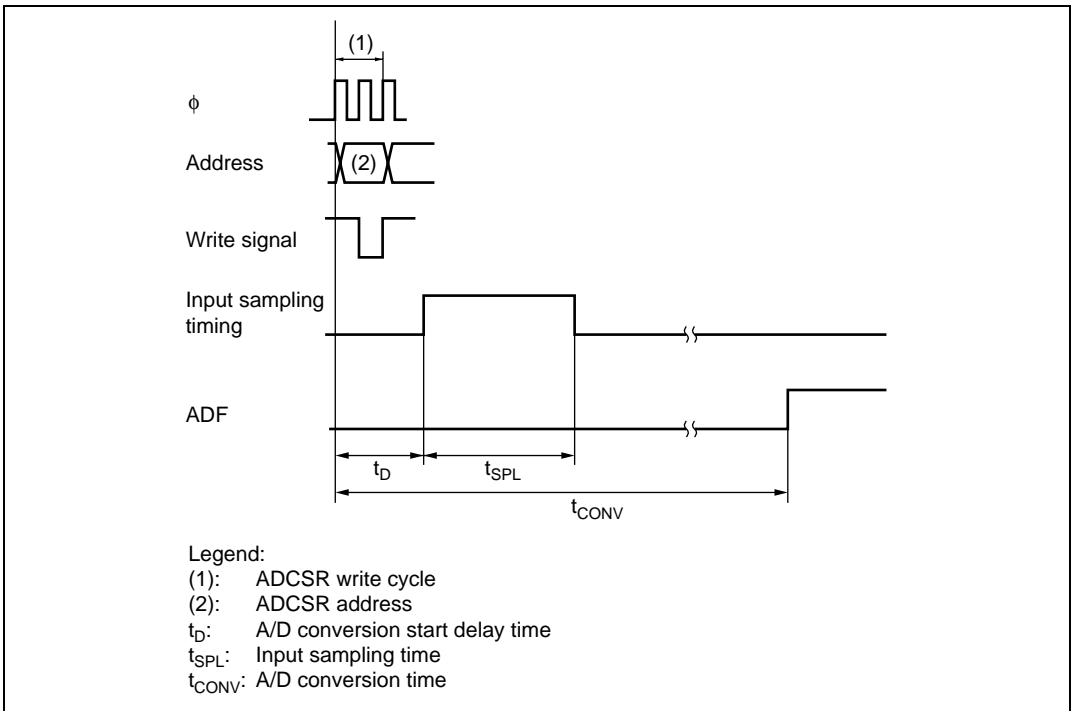 (1)
ϕ
Address
(2)
Write signal
Input sampling
timing
ADF
tD
tSPL
tCONV
Legend:
(1): ADCSR write cycle
(2): ADCSR address
tD: A/D conversion start delay time
tSPL: Input sampling time
tCONV: A/D conversion time